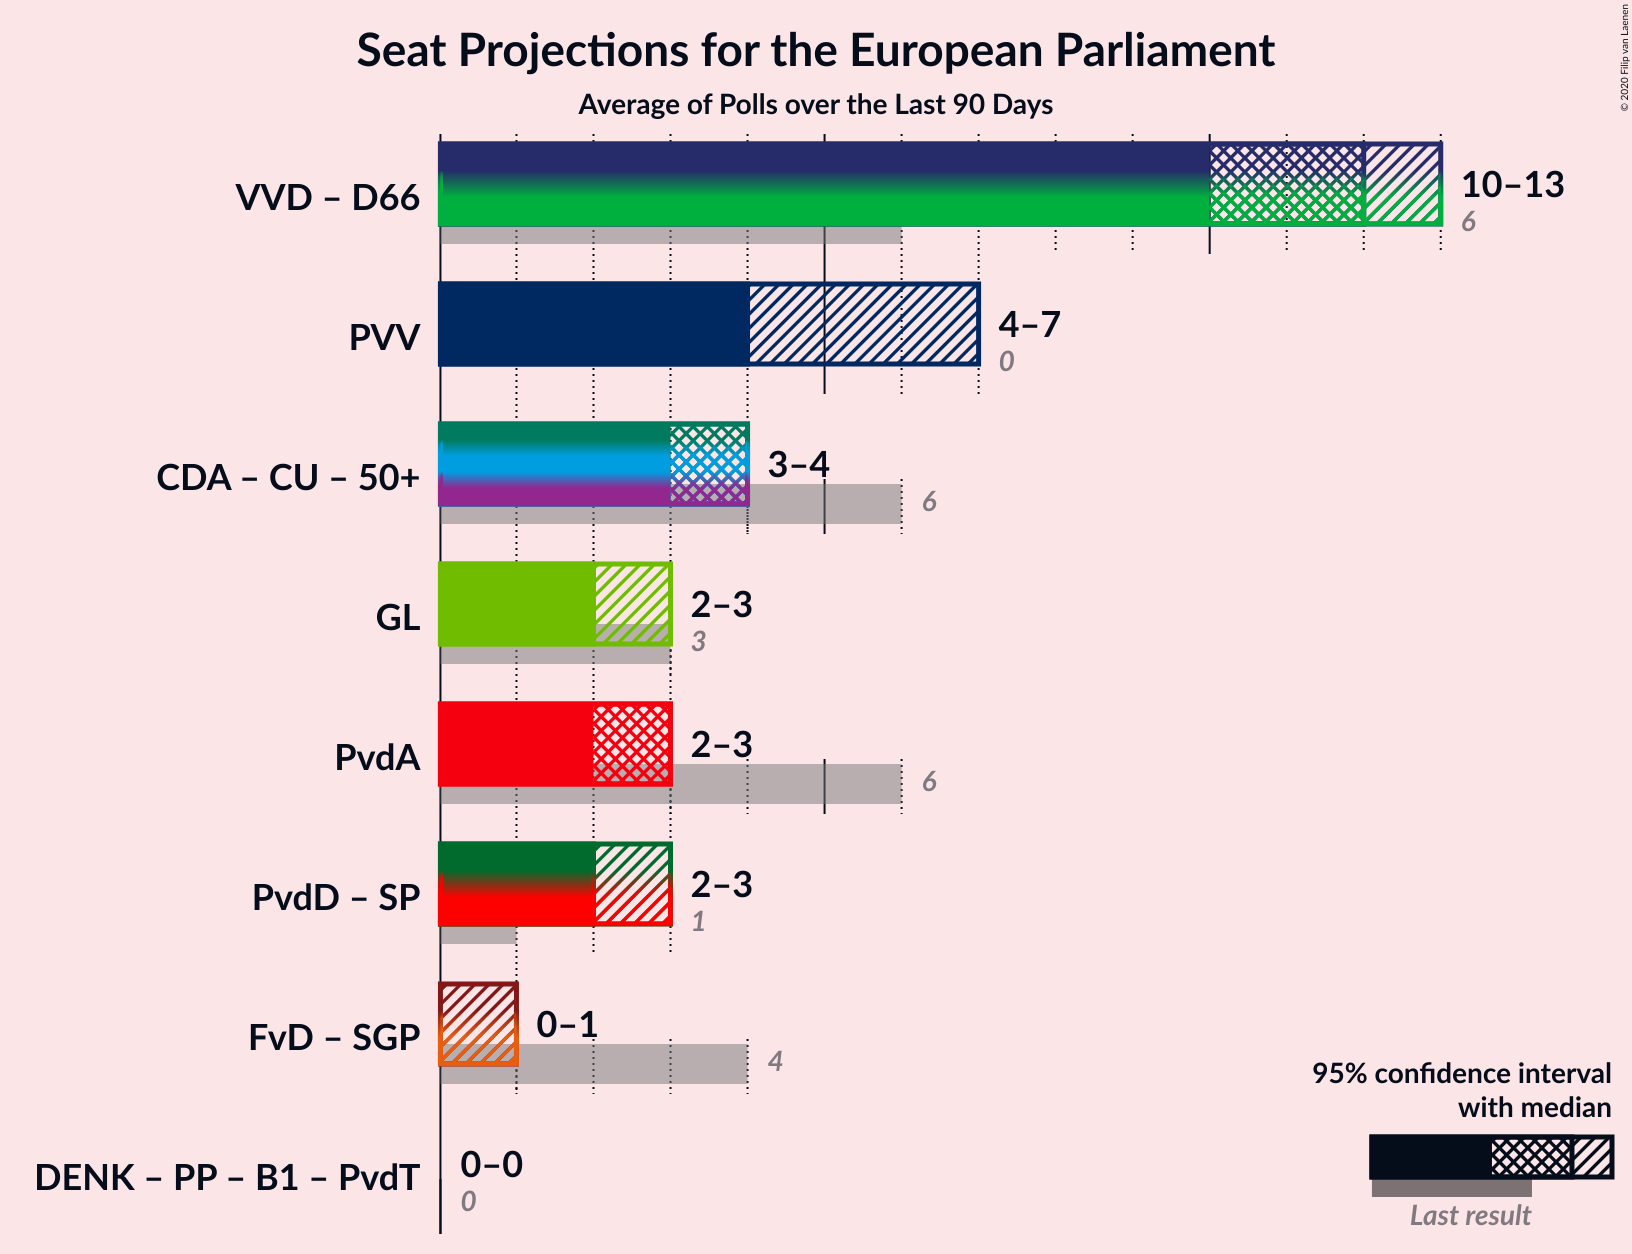 Seat Projections for the European Parliament
Average of Polls over the Last 90 Days
© 2020 Filip van Laenen
VVD – D66
10–13
6
PVV
4–7
0
CDA – CU – 50+
3–4
6
GL
2–3
3
PvdA
2–3
6
PvdD – SP
2–3
1
FvD – SGP
0–1
4
DENK – PP – B1 – PvdT
0–0
0
95% confidence interval
with median
Last result